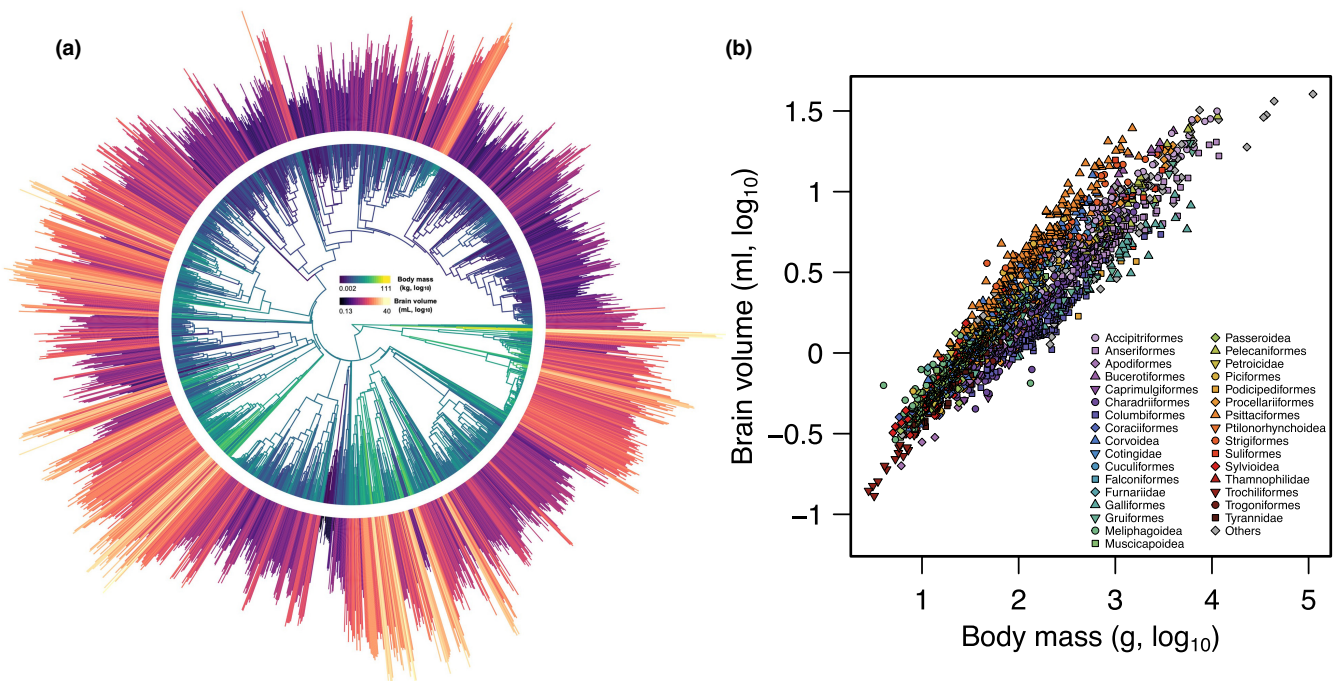 (a)
Body mass
(kg, log₁₀)
0.002 111
Brain volume
(mL, log₁₀)
0.13 40
(b)
Brain volume (ml, log₁₀)
1.5
1
0.5
0
−0.5
−1
Accipitriformes
Anseriformes
Apodiformes
Bucerotiformes
Caprimulgiformes
Charadriiformes
Columbiformes
Coraciiformes
Corvoidea
Cotingidae
Cuculiformes
Falconiformes
Furnariidae
Galliformes
Gruiformes
Meliphagoidea
Muscicapoidea
Passeroidea
Pelecaniformes
Petroicidae
Piciformes
Podicipediformes
Procellariiformes
Psittaciformes
Ptilonorhynchoidea
Strigiformes
Suliformes
Sylvioidea
Thamnophilidae
Trochiliformes
Trogoniformes
Tyrannidae
Others
1 2 3 4 5
Body mass (g, log₁₀)